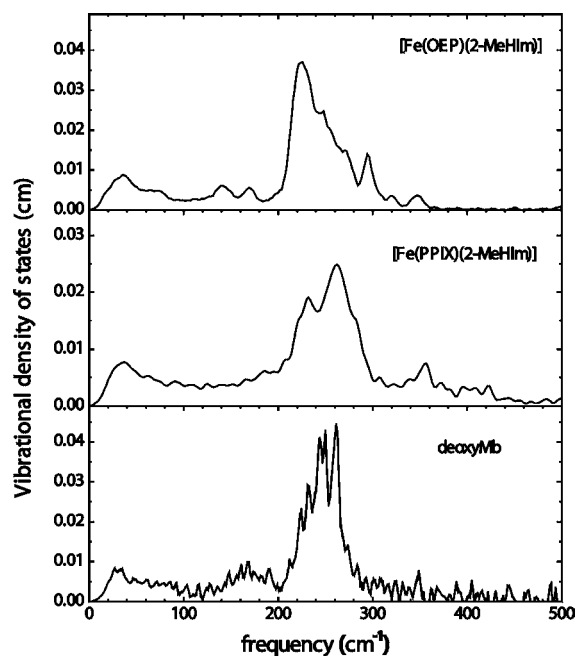 Vibrational density of states (cm)
0.04
0.03
0.02
0.01
0.00
[Fe(OEP)(2-MeHIm)]
0.03
0.02
0.01
0.00
[Fe(PPIX)(2-MeHIm)]
0.04
0.03
0.02
0.01
0.00
deoxyMb
0 100 200 300 400 500
frequency (cm⁻¹)